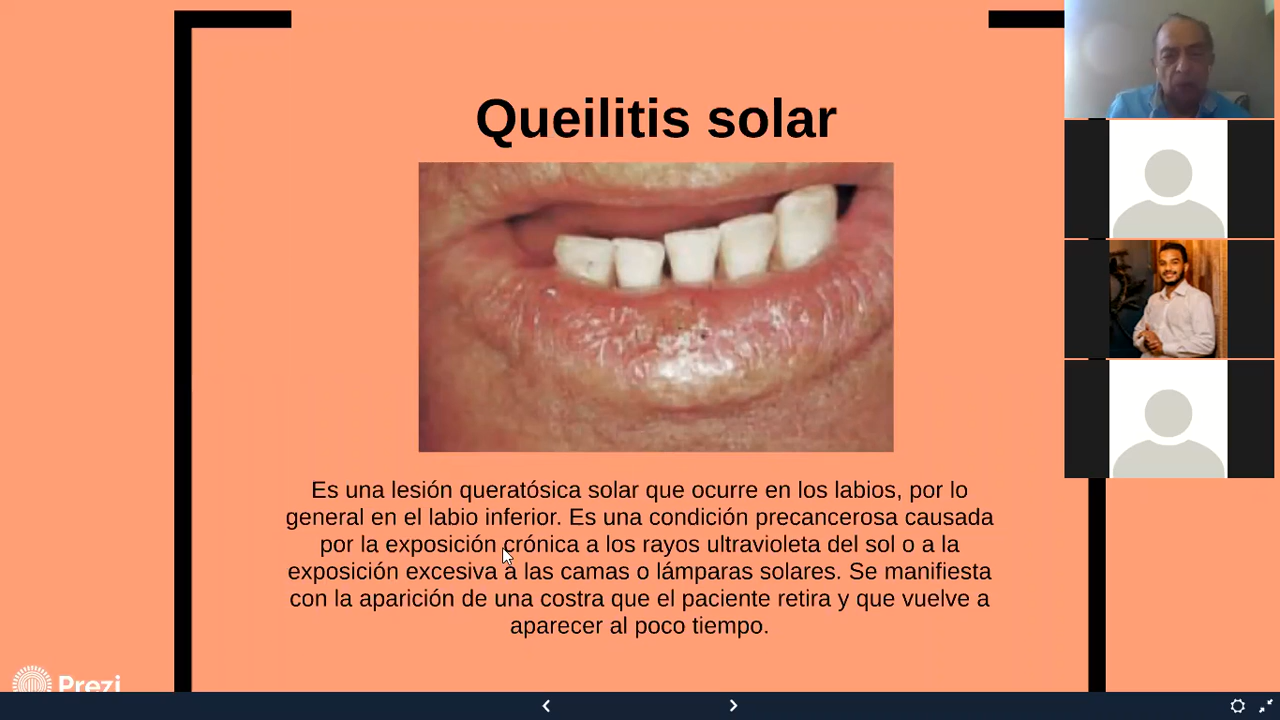 Queilitis solar
Es una lesión queratósica solar que ocurre en los labios, por lo
general en el labio inferior. Es una condición precancerosa causada
por la exposición crónica a los rayos ultravioleta del sol o a la
exposición excesiva a las camas o lámparas solares. Se manifiesta
con la aparición de una costra que el paciente retira y que vuelve a
aparecer al poco tiempo.
Prezi